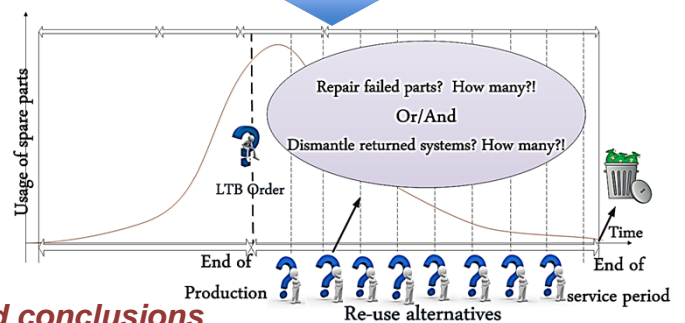 Usage of spare parts
Repair failed parts? How many?!
Or/And
Dismantle returned systems? How many?!
LTB Order
Time
End of
Production
End of
service period
Re-use alternatives
d conclusions